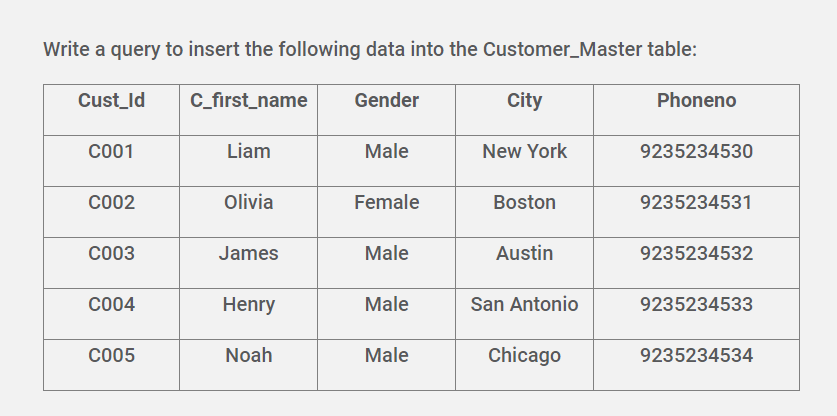 Write a query to insert the following data into the Customer_Master table:
Cust_Id C_first_name Gender City Phoneno
C001 Liam Male New York 9235234530
C002 Olivia Female Boston 9235234531
C003 James Male Austin 9235234532
C004 Henry Male San Antonio 9235234533
C005 Noah Male Chicago 9235234534